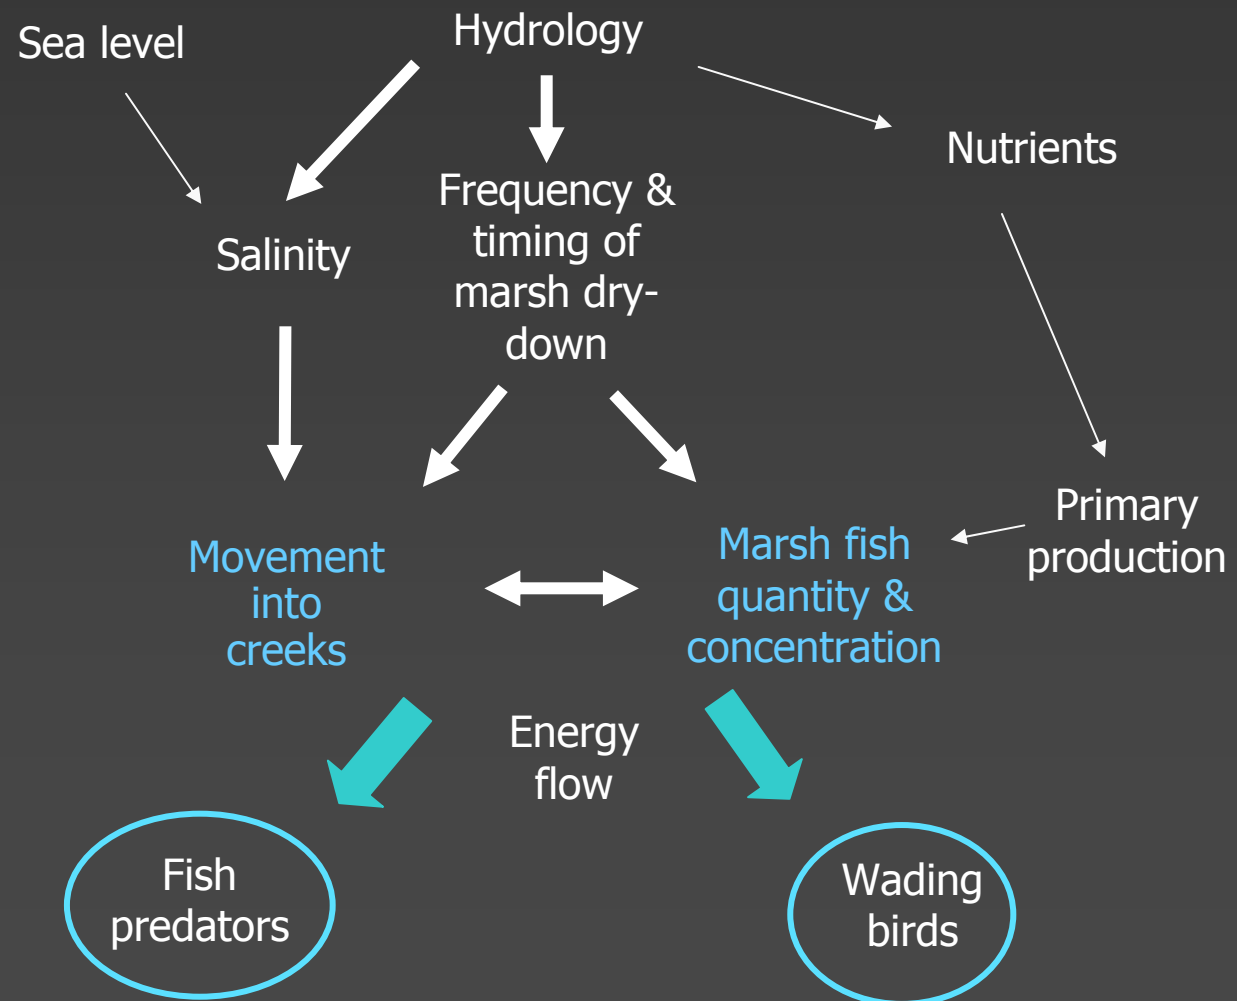 Sea level
Hydrology
Nutrients
Frequency &
timing of
marsh dry-
down
Salinity
Primary
production
Movement
into
creeks
Marsh fish
quantity &
concentration
Energy
flow
Fish
predators
Wading
birds